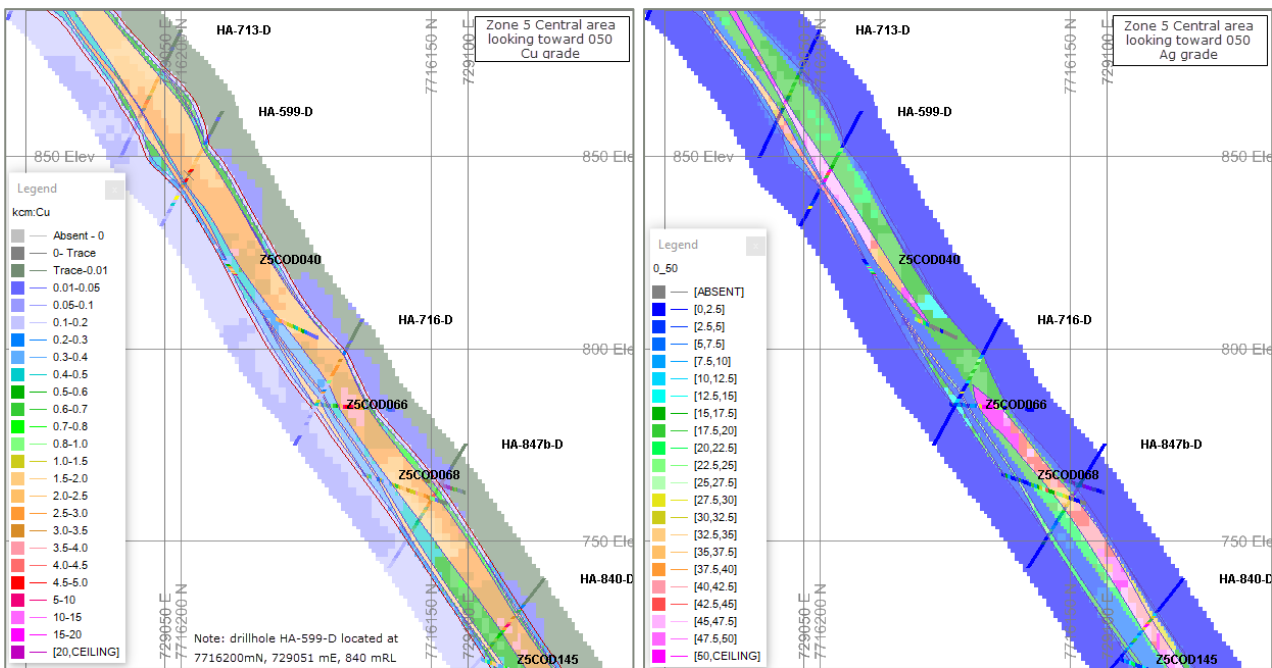 Zone 5 Central area
looking toward 050
Cu grade
HA-713-D
729050 E
7716200 N
7716150 N
729100 E
HA-599-D
850 Elev
850 Elev
Legend
kcm:Cu
Absent - 0
0- Trace
Trace-0.01
0.01-0.05
0.05-0.1
0.1-0.2
0.2-0.3
0.3-0.4
0.4-0.5
0.5-0.6
0.6-0.7
0.7-0.8
0.8-1.0
1.0-1.5
1.5-2.0
2.0-2.5
2.5-3.0
3.0-3.5
3.5-4.0
4.0-4.5
4.5-5.0
5-10
10-15
15-20
[20,CEILING]
Z5COD040
HA-716-D
800 Elev
Z5COD066
HA-847b-D
Z5COD068
750 Elev
HA-840-D
729050 E
7716200 N
7716150 N
729100 E
Note: drillhole HA-599-D located at
7716200mN, 729051 mE, 840 mRL
Z5COD145
Zone 5 Central area
looking toward 050
Ag grade
HA-713-D
729050 E
7716200 N
7716150 N
729100 E
HA-599-D
850 Elev
850 Elev
Legend
0_50
[ABSENT]
[0,2.5]
[2.5,5]
[5,7.5]
[7.5,10]
[10,12.5]
[12.5,15]
[15,17.5]
[17.5,20]
[20,22.5]
[22.5,25]
[25,27.5]
[27.5,30]
[30,32.5]
[32.5,35]
[35,37.5]
[37.5,40]
[40,42.5]
[42.5,45]
[45,47.5]
[47.5,50]
[50,CEILING]
Z5COD040
HA-716-D
800 Elev
Z5COD066
HA-847b-D
Z5COD068
750 Elev
HA-840-D
729050 E
7716200 N
7716150 N
729100 E
Z5COD145